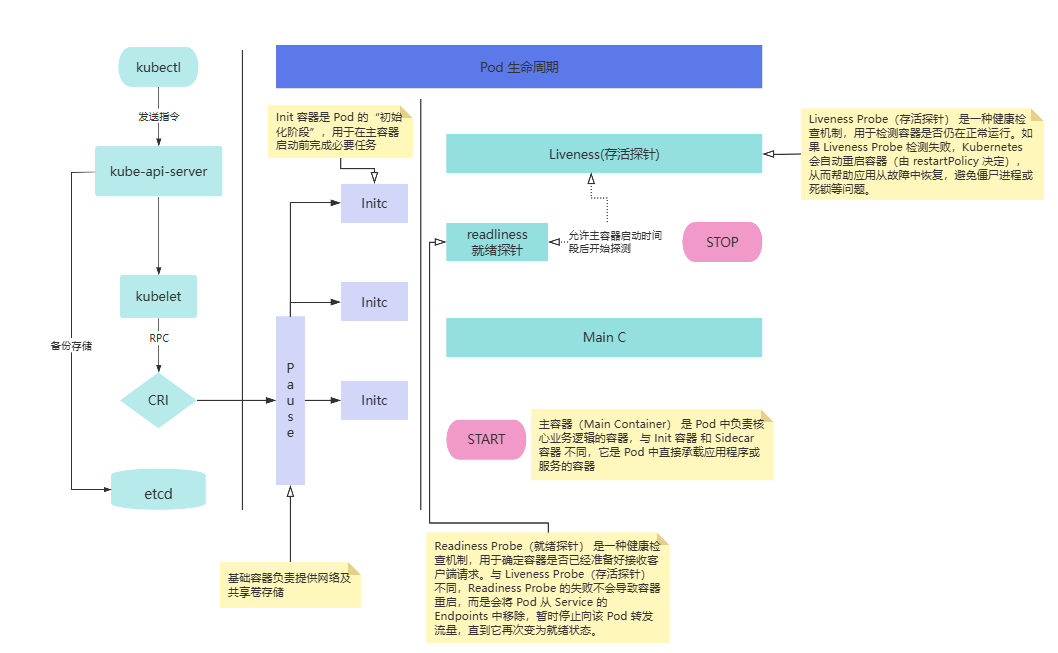 kubectl
发送指令
kube-api-server
kubelet
备份存储
RPC
CRI
etcd
Pod 生命周期
Init 容器是 Pod 的“初始
化阶段”，用于在主容器
启动前完成必要任务
Initc
Initc
Initc
P
a
u
s
e
基础容器负责提供网络及
共享卷存储
Liveness(存活探针)
Liveness Probe（存活探针） 是一种健康检
查机制，用于检测容器是否仍在正常运行。如
果 Liveness Probe 检测失败，Kubernetes
会自动重启容器（由 restartPolicy 决定），
从而帮助应用从故障中恢复，避免僵尸进程或
死锁等问题。
readliness
就绪探针
允许主容器启动时间
段后开始探测
STOP
Main C
START
主容器（Main Container） 是 Pod 中负责核
心业务逻辑的容器，与 Init 容器 和 Sidecar
容器 不同，它是 Pod 中直接承载应用程序或
服务的容器
Readiness Probe（就绪探针） 是一种健康检
查机制，用于确定容器是否已经准备好接收客
户端请求。与 Liveness Probe（存活探针）
不同，Readiness Probe 的失败不会导致容器
重启，而是会将 Pod 从 Service 的
Endpoints 中移除，暂时停止向该 Pod 转发
流量，直到它再次变为就绪状态。